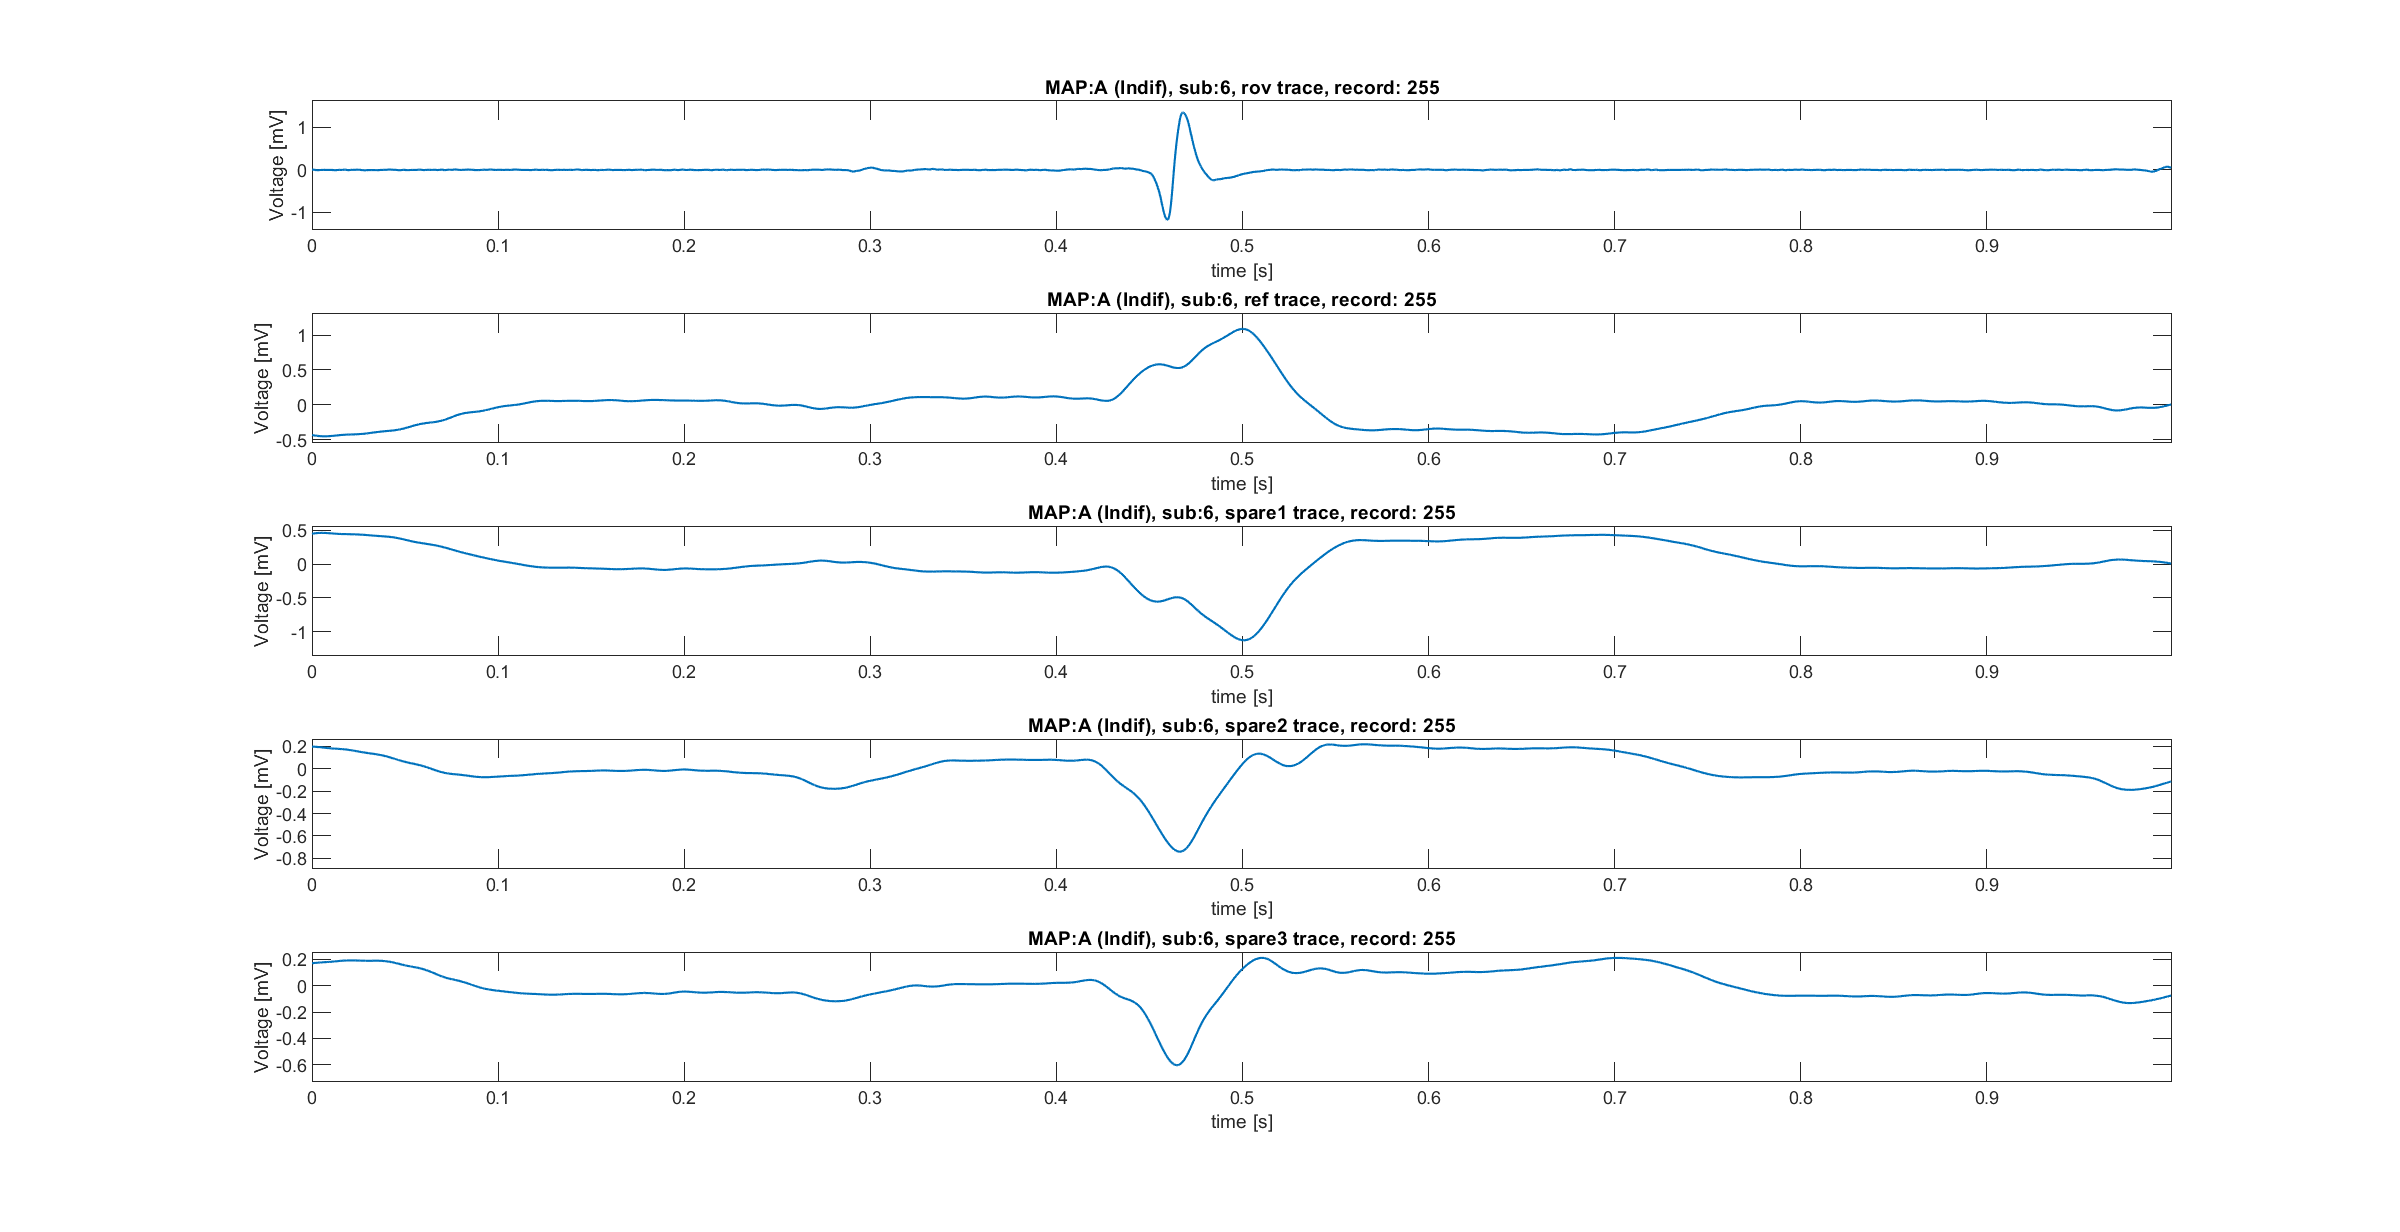 MAP:A (Indif), sub:6, rov trace, record: 255
Voltage [mV]
1
0
-1
0 0.1 0.2 0.3 0.4 0.5 0.6 0.7 0.8 0.9
time [s]
MAP:A (Indif), sub:6, ref trace, record: 255
Voltage [mV]
1
0.5
0
-0.5
0 0.1 0.2 0.3 0.4 0.5 0.6 0.7 0.8 0.9
time [s]
MAP:A (Indif), sub:6, spare1 trace, record: 255
Voltage [mV]
0.5
0
-0.5
-1
0 0.1 0.2 0.3 0.4 0.5 0.6 0.7 0.8 0.9
time [s]
MAP:A (Indif), sub:6, spare2 trace, record: 255
Voltage [mV]
0.2
0
-0.2
-0.4
-0.6
-0.8
0 0.1 0.2 0.3 0.4 0.5 0.6 0.7 0.8 0.9
time [s]
MAP:A (Indif), sub:6, spare3 trace, record: 255
Voltage [mV]
0.2
0
-0.2
-0.4
-0.6
0 0.1 0.2 0.3 0.4 0.5 0.6 0.7 0.8 0.9
time [s]